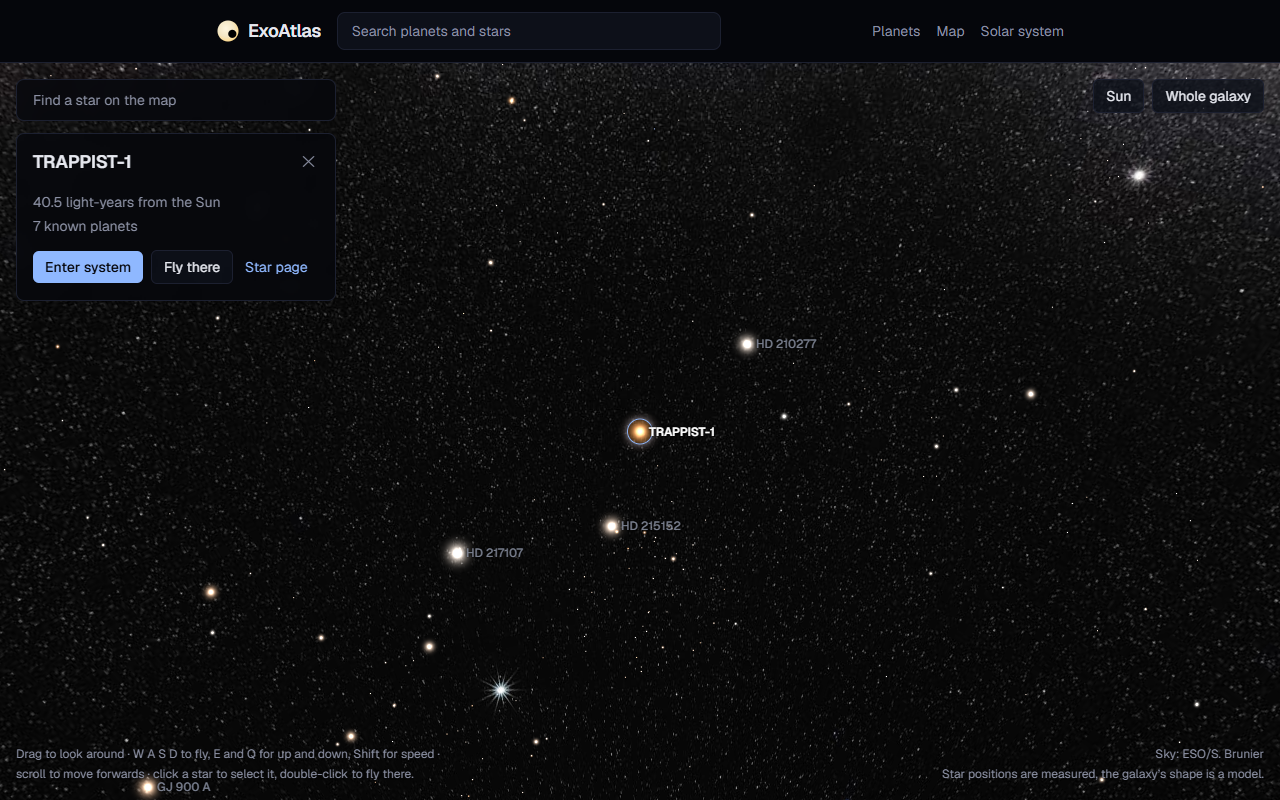 ExoAtlas
Search planets and stars
Planets
Map
Solar system
Find a star on the map
Sun
Whole galaxy
TRAPPIST-1
40.5 light-years from the Sun
7 known planets
Enter system
Fly there
Star page
HD 210277
TRAPPIST-1
HD 215152
HD 217107
Drag to look around · W A S D to fly, E and Q for up and down, Shift for speed ·
scroll to move forwards · click a star to select it, double-click to fly there.
GJ 900 A
Sky: ESO/S. Brunier
Star positions are measured, the galaxy's shape is a model.